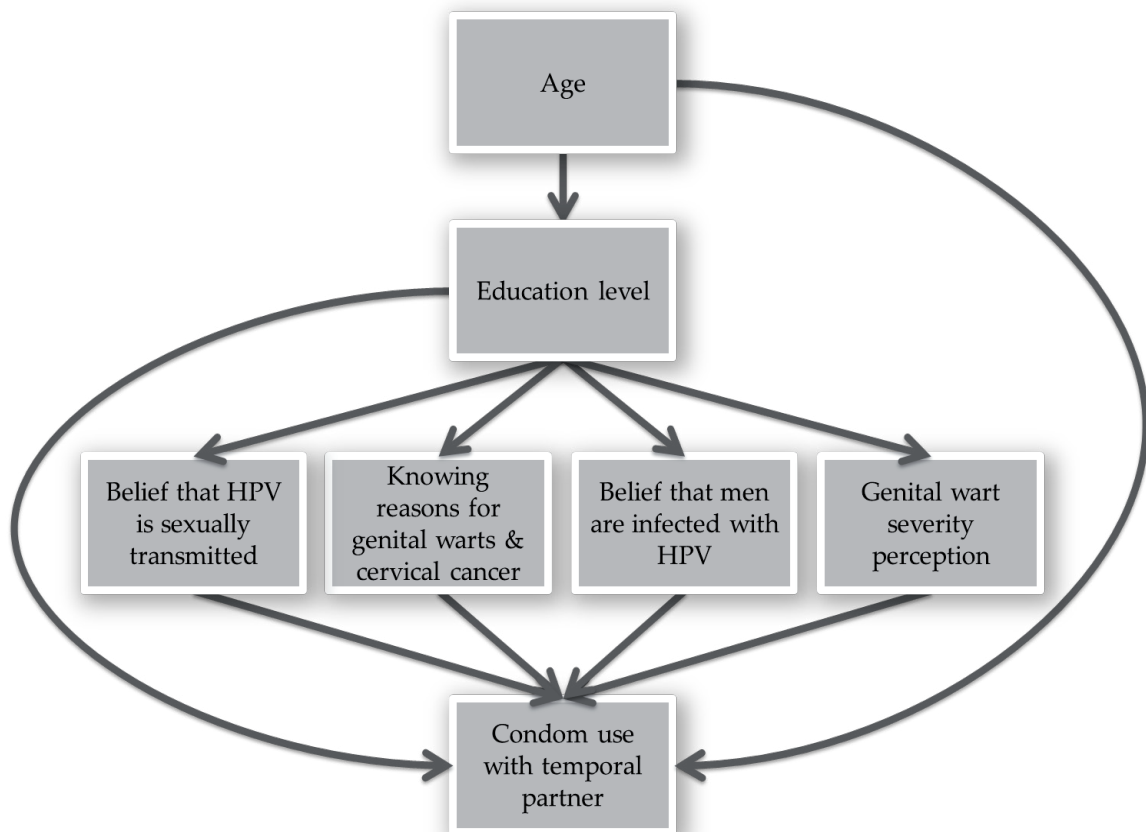 Age
Education level
Belief that HPV
is sexually
transmitted
Knowing
reasons for
genital warts &
cervical cancer
Belief that men
are infected with
HPV
Genital wart
severity
perception
Condom use
with temporal
partner